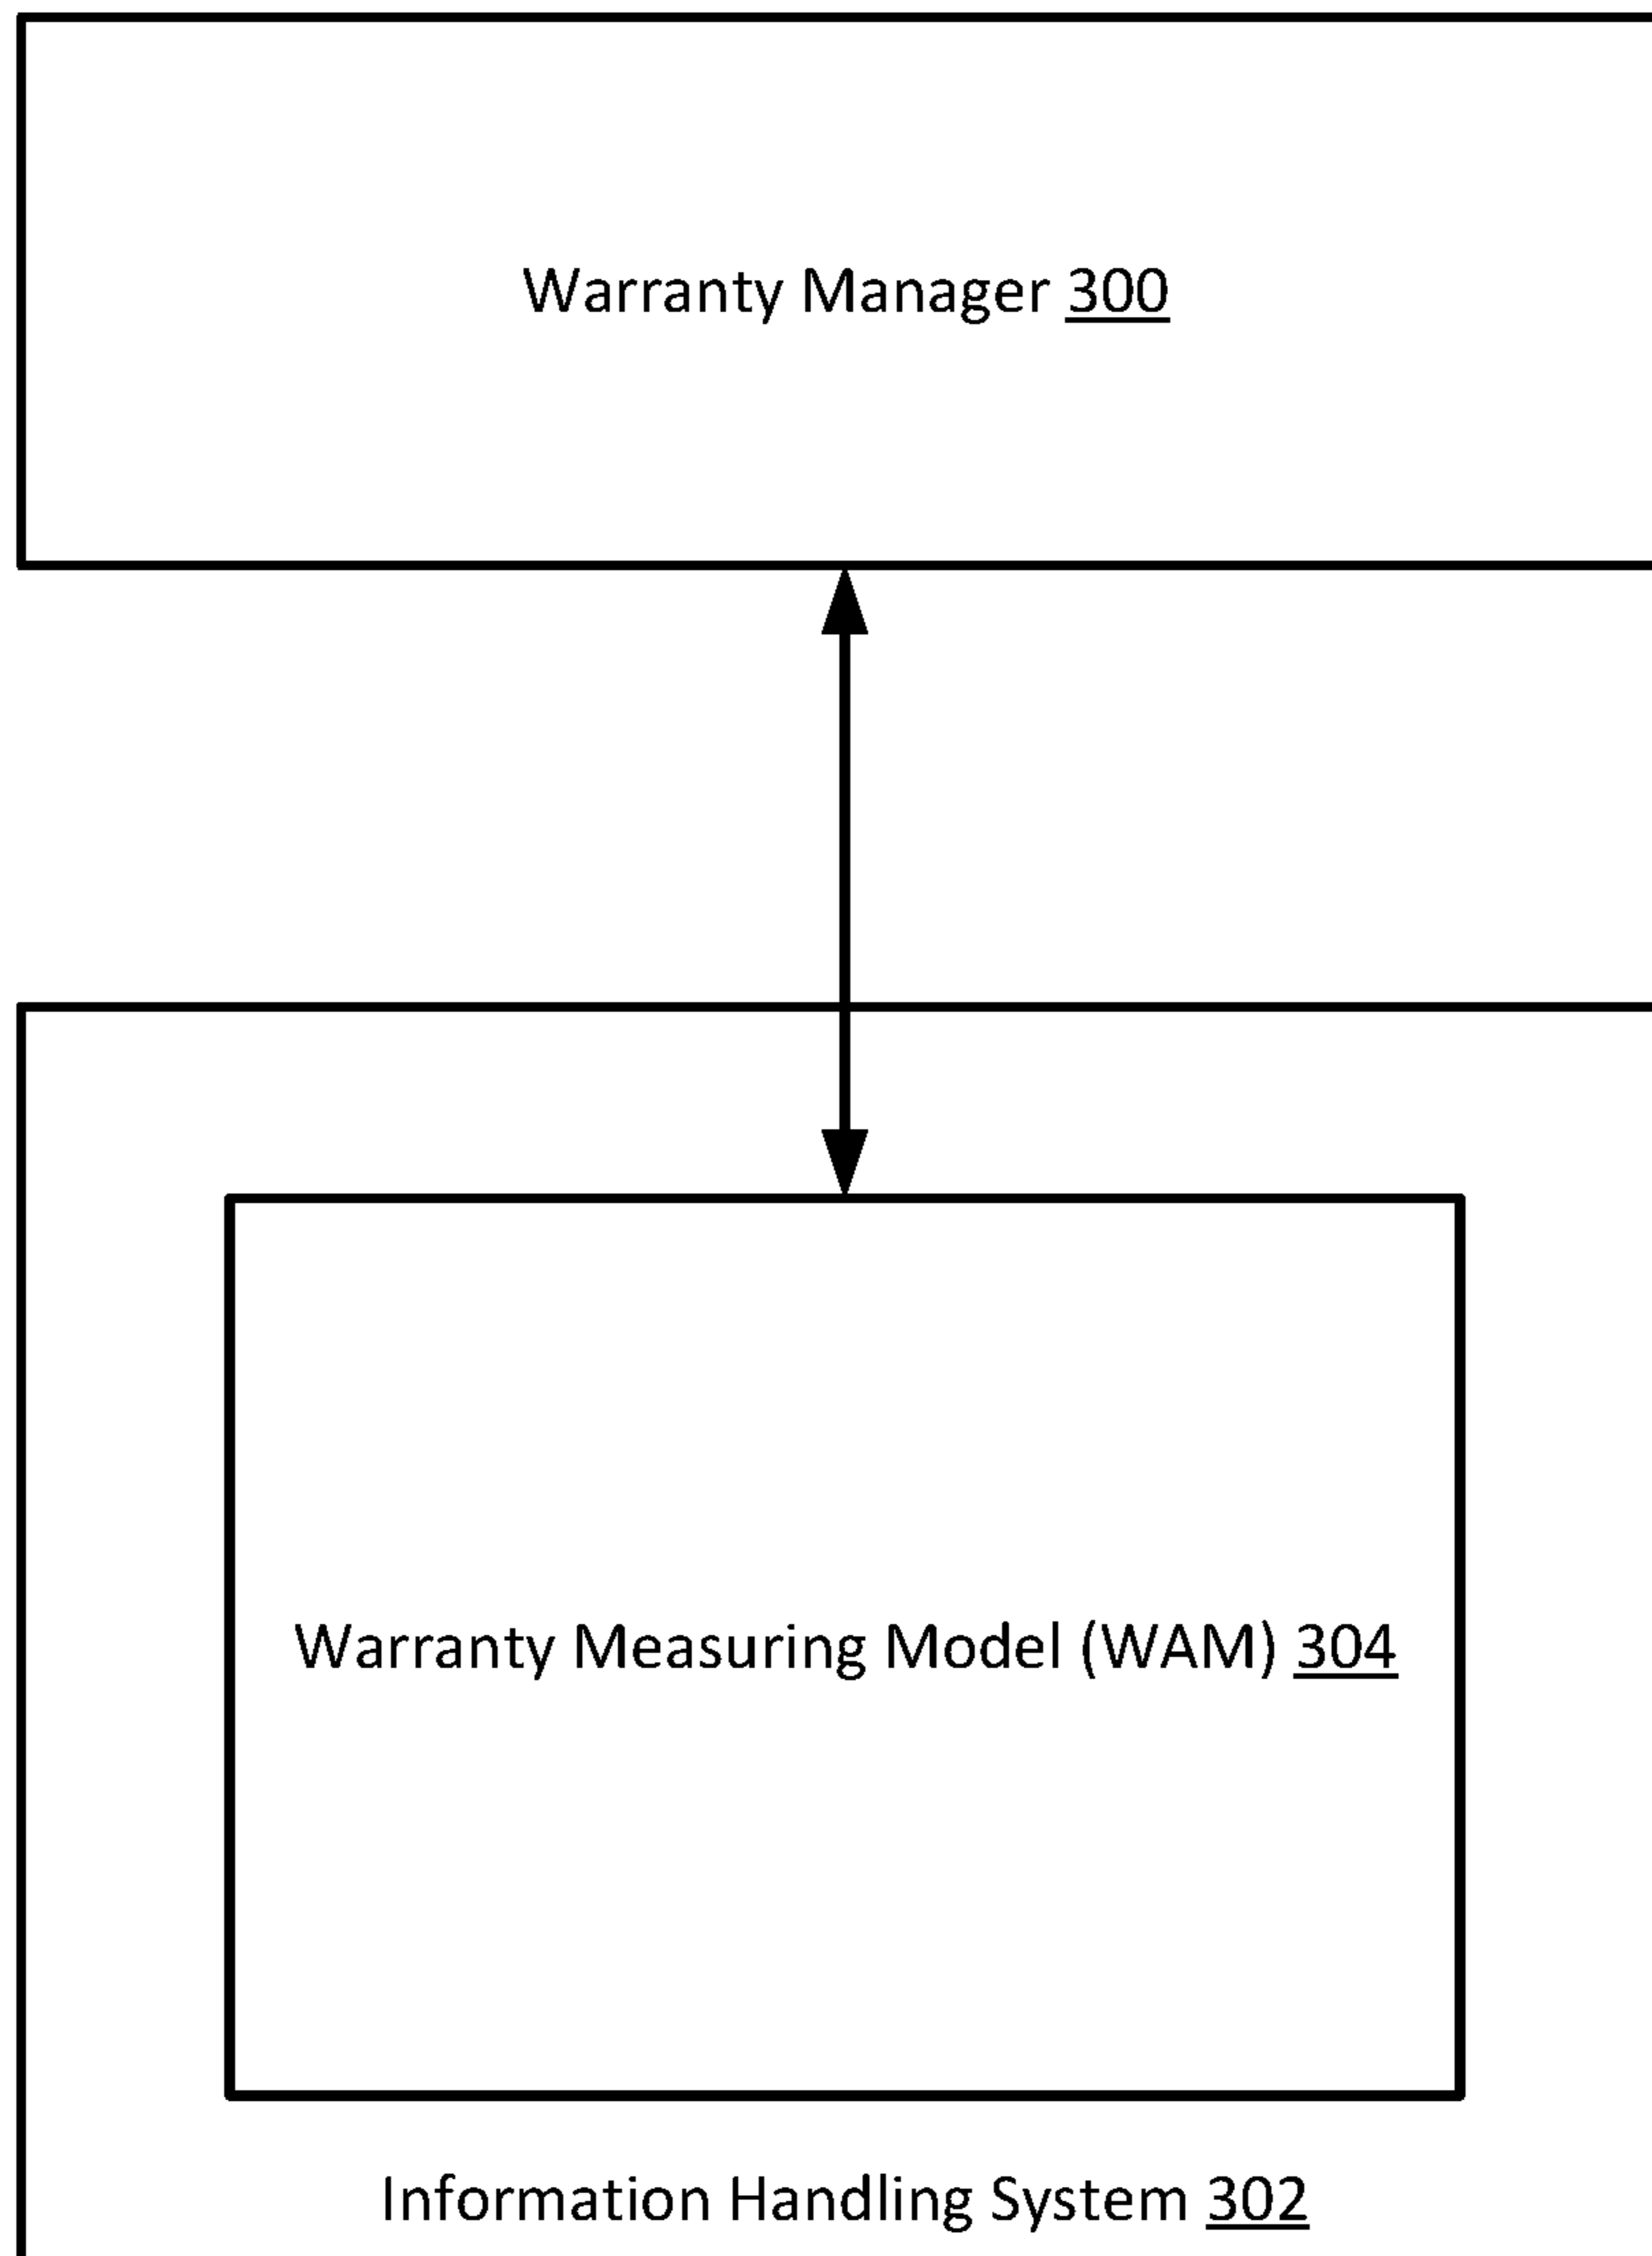 Warranty Manager 300
Warranty Measuring Model (WAM) 304
Information Handling System 302